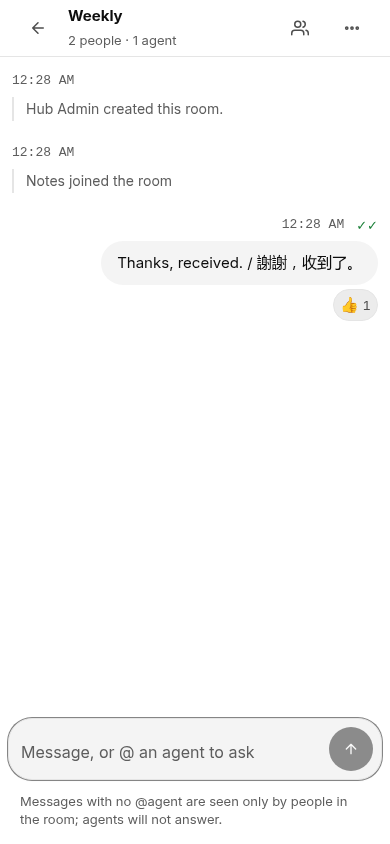 Weekly
2 people · 1 agent
12:28 AM
Hub Admin created this room.
12:28 AM
Notes joined the room
12:28 AM ✓✓
Thanks, received. / 謝謝，收到了。
👍 1
Message, or @ an agent to ask
Messages with no @agent are seen only by people in
the room; agents will not answer.